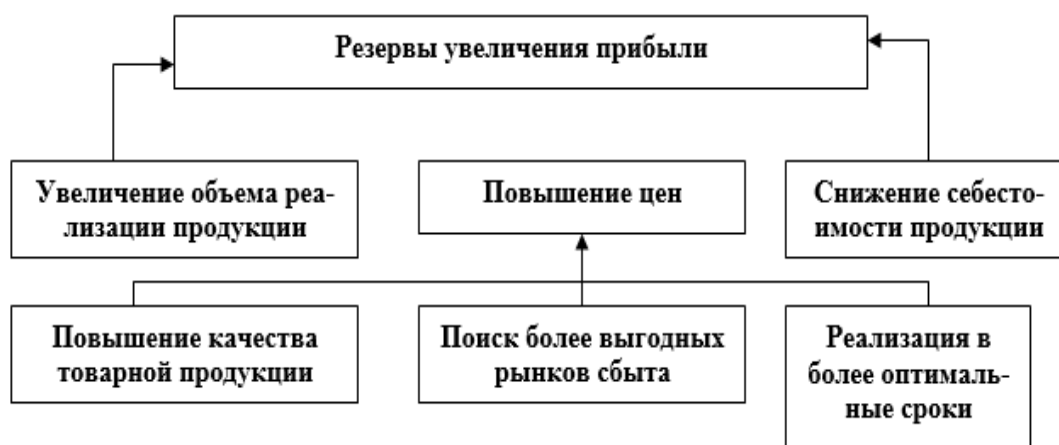 Резервы увеличения прибыли
Увеличение объема реа-
лизации продукции
Повышение цен
Снижение себесто-
имости продукции
Повышение качества
товарной продукции
Поиск более выгодных
рынков сбыта
Реализация в
более оптималь-
ные сроки